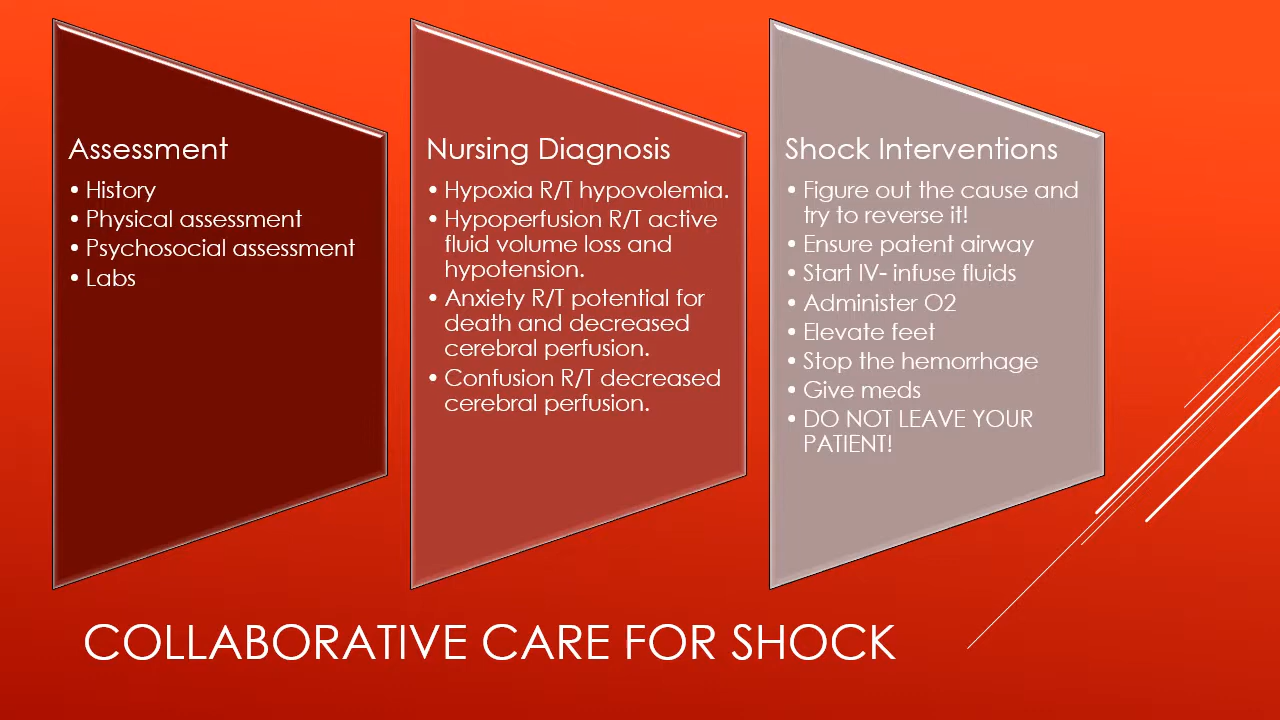 Assessment
• History
• Physical assessment
• Psychosocial assessment
• Labs
Nursing Diagnosis
• Hypoxia R/T hypovolemia.
• Hypoperfusion R/T active
fluid volume loss and
hypotension.
• Anxiety R/T potential for
death and decreased
cerebral perfusion.
• Confusion R/T decreased
cerebral perfusion.
Shock Interventions
• Figure out the cause and
try to reverse it!
• Ensure patent airway
• Start IV- infuse fluids
• Administer O2
• Elevate feet
• Stop the hemorrhage
• Give meds
• DO NOT LEAVE YOUR
PATIENT!
COLLABORATIVE CARE FOR SHOCK